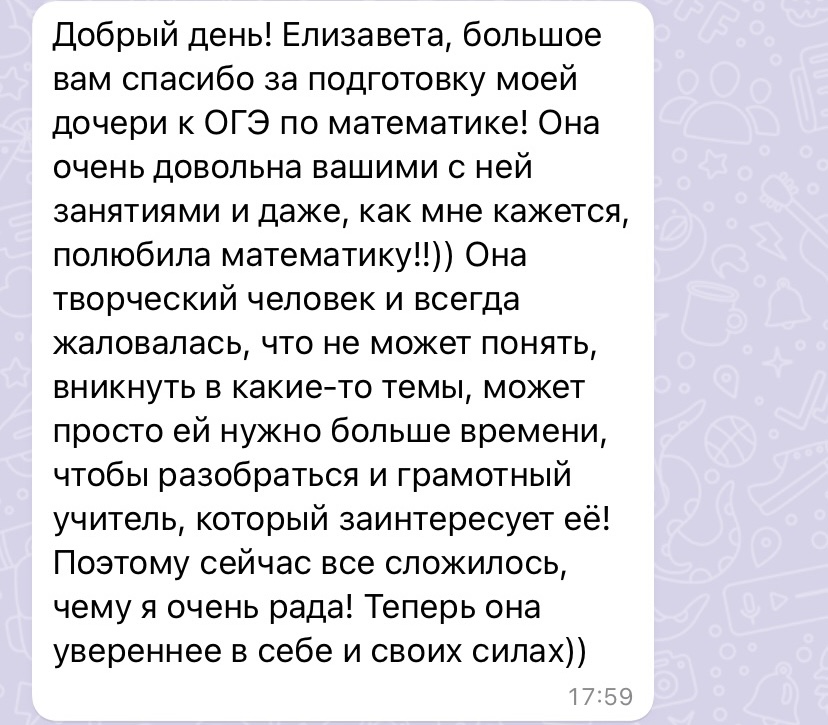 Добрый день! Елизавета, большое
вам спасибо за подготовку моей
дочери к ОГЭ по математике! Она
очень довольна вашими с ней
занятиями и даже, как мне кажется,
полюбила математику!!)) Она
творческий человек и всегда
жаловалась, что не может понять,
вникнуть в какие-то темы, может
просто ей нужно больше времени,
чтобы разобраться и грамотный
учитель, который заинтересует её!
Поэтому сейчас все сложилось,
чему я очень рада! Теперь она
увереннее в себе и своих силах))
17:59